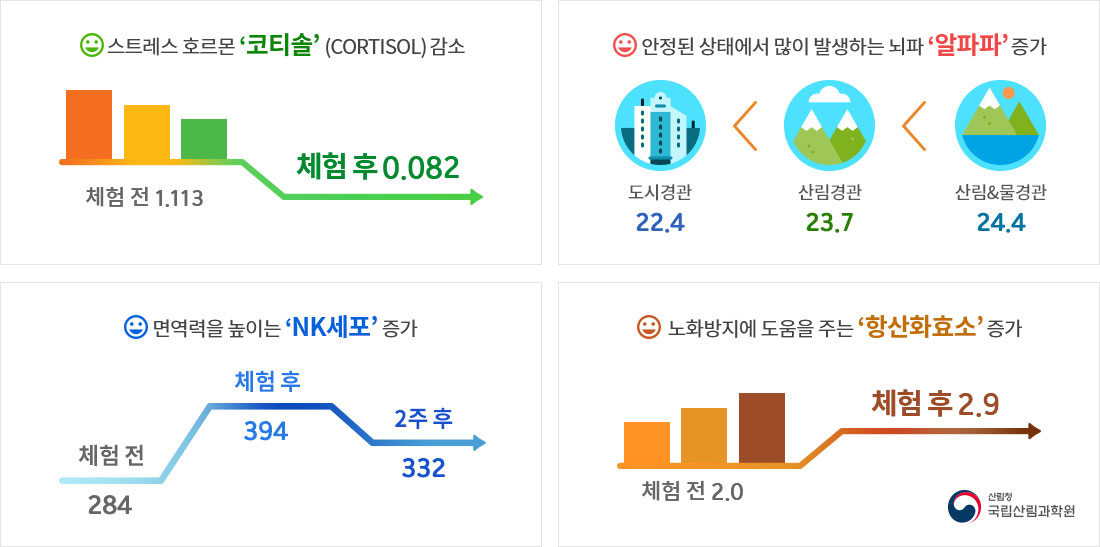 스트레스 호르몬 ‘코티솔’ (CORTISOL) 감소
체험 전 1.113
체험 후 0.082
안정된 상태에서 많이 발생하는 뇌파 ‘알파파’ 증가
도시경관
22.4
산림경관
23.7
산림&물경관
24.4
면역력을 높이는 ‘NK세포’ 증가
체험 전
284
체험 후
394
2주 후
332
노화방지에 도움을 주는 ‘항산화효소’ 증가
체험 전 2.0
체험 후 2.9
산림청
국립산림과학원